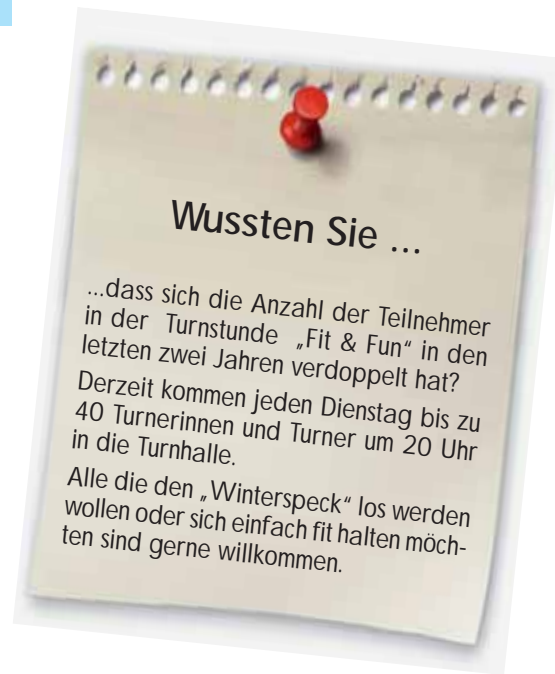 Wussten Sie ...
...dass sich die Anzahl der Teilnehmer
in der Turnstunde „Fit & Fun“ in den
letzten zwei Jahren verdoppelt hat?
Derzeit kommen jeden Dienstag bis zu
40 Turnerinnen und Turner um 20 Uhr
in die Turnhalle.
Alle die den „Winterspeck“ los werden
wollen oder sich einfach fit halten möch-
ten sind gerne willkommen.